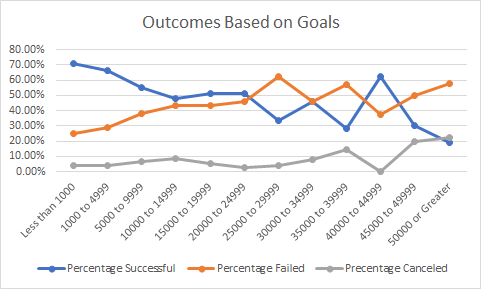 Outcomes Based on Goals
80.00%
70.00%
60.00%
50.00%
40.00%
30.00%
20.00%
10.00%
0.00%
Less than 1000
1000 to 4999
5000 to 9999
10000 to 14999
15000 to 19999
20000 to 24999
25000 to 29999
30000 to 34999
35000 to 39999
40000 to 44999
45000 to 49999
50000 or Greater
Percentage Successful
Percentage Failed
Precentage Canceled